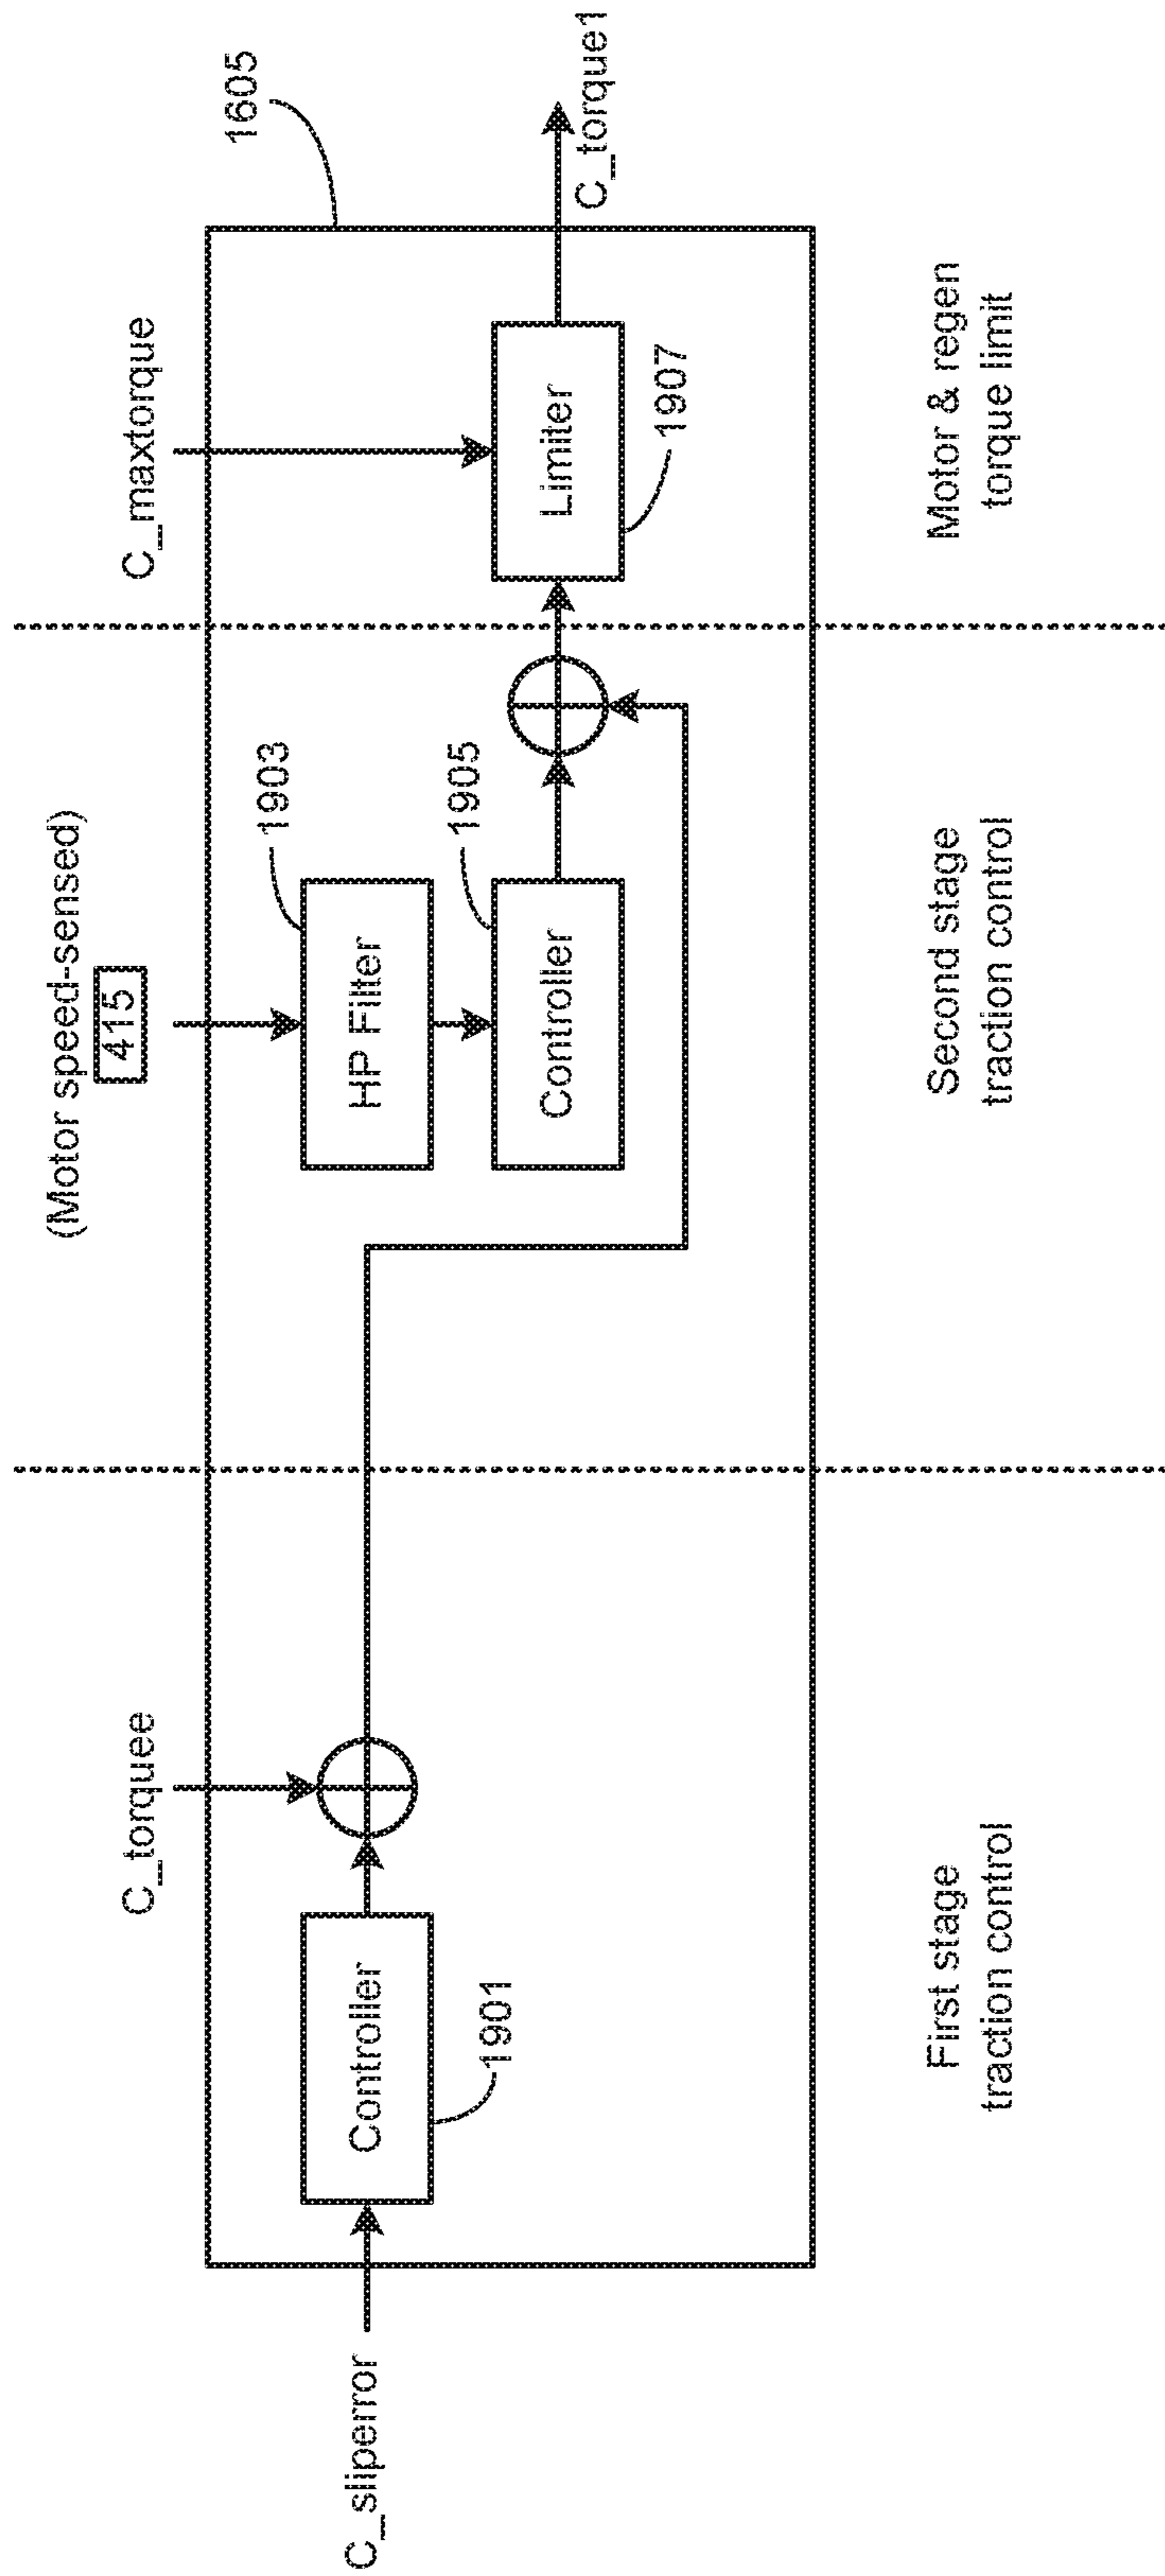 C_sliperror
Controller
1901
C_torquee
First stage
traction control
(Motor speed-sensed)
415
HP Filter
1903
Controller
1905
Second stage
traction control
C_maxtorque
Limiter
1907
1605
C_torque1
Motor & regen
torque limit